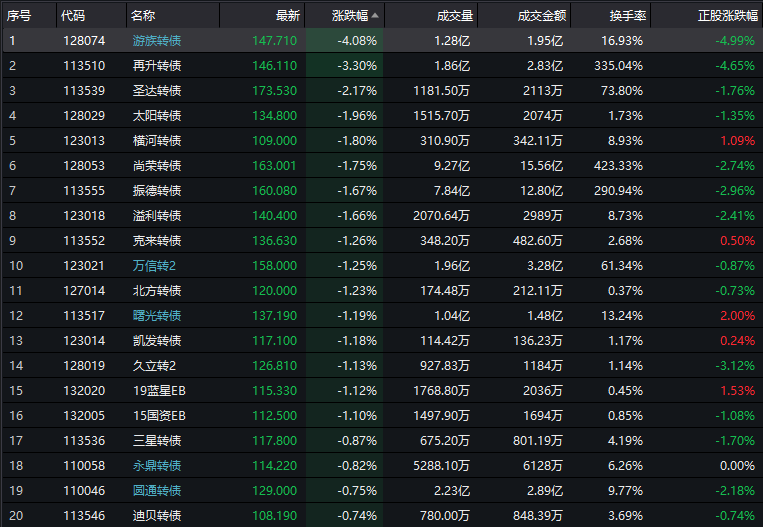 序号 代码 名称 最新 涨跌幅 成交量 成交金额 换手率 正股涨跌幅
1 128074 游族转债 147.710 -4.08% 1.28亿 1.95亿 16.93% -4.99%
2 113510 再升转债 146.110 -3.30% 1.86亿 2.83亿 335.04% -4.65%
3 113539 圣达转债 173.530 -2.17% 1181.50万 2113万 73.80% -1.76%
4 128029 太阳转债 134.800 -1.96% 1515.70万 2074万 1.73% -1.35%
5 123013 横河转债 109.000 -1.80% 310.90万 342.11万 8.93% 1.09%
6 128053 尚荣转债 163.001 -1.75% 9.27亿 15.56亿 423.33% -2.74%
7 113555 振德转债 160.080 -1.67% 7.84亿 12.80亿 290.94% -2.96%
8 123018 溢利转债 140.400 -1.66% 2070.64万 2989万 8.73% -2.41%
9 113552 克来转债 136.630 -1.26% 348.20万 482.60万 2.68% 0.50%
10 123021 万信转2 158.000 -1.25% 1.96亿 3.28亿 61.34% -0.87%
11 127014 北方转债 120.000 -1.23% 174.48万 212.11万 0.37% -0.73%
12 113517 曙光转债 137.190 -1.19% 1.04亿 1.48亿 13.24% 2.00%
13 123014 凯发转债 117.100 -1.18% 114.42万 136.23万 1.17% 0.24%
14 128019 久立转2 126.810 -1.13% 927.83万 1184万 1.14% -3.12%
15 132020 19蓝星EB 115.330 -1.12% 1768.80万 2036万 0.45% 1.53%
16 132005 15国资EB 112.500 -1.10% 1497.90万 1694万 0.85% -1.08%
17 113536 三星转债 117.800 -0.87% 675.20万 801.19万 4.19% -1.70%
18 110058 永鼎转债 114.220 -0.82% 5288.10万 6128万 6.26% 0.00%
19 110046 圆通转债 129.000 -0.75% 2.23亿 2.89亿 9.77% -2.18%
20 113546 迪贝转债 108.190 -0.74% 780.00万 848.39万 3.69% -0.74%